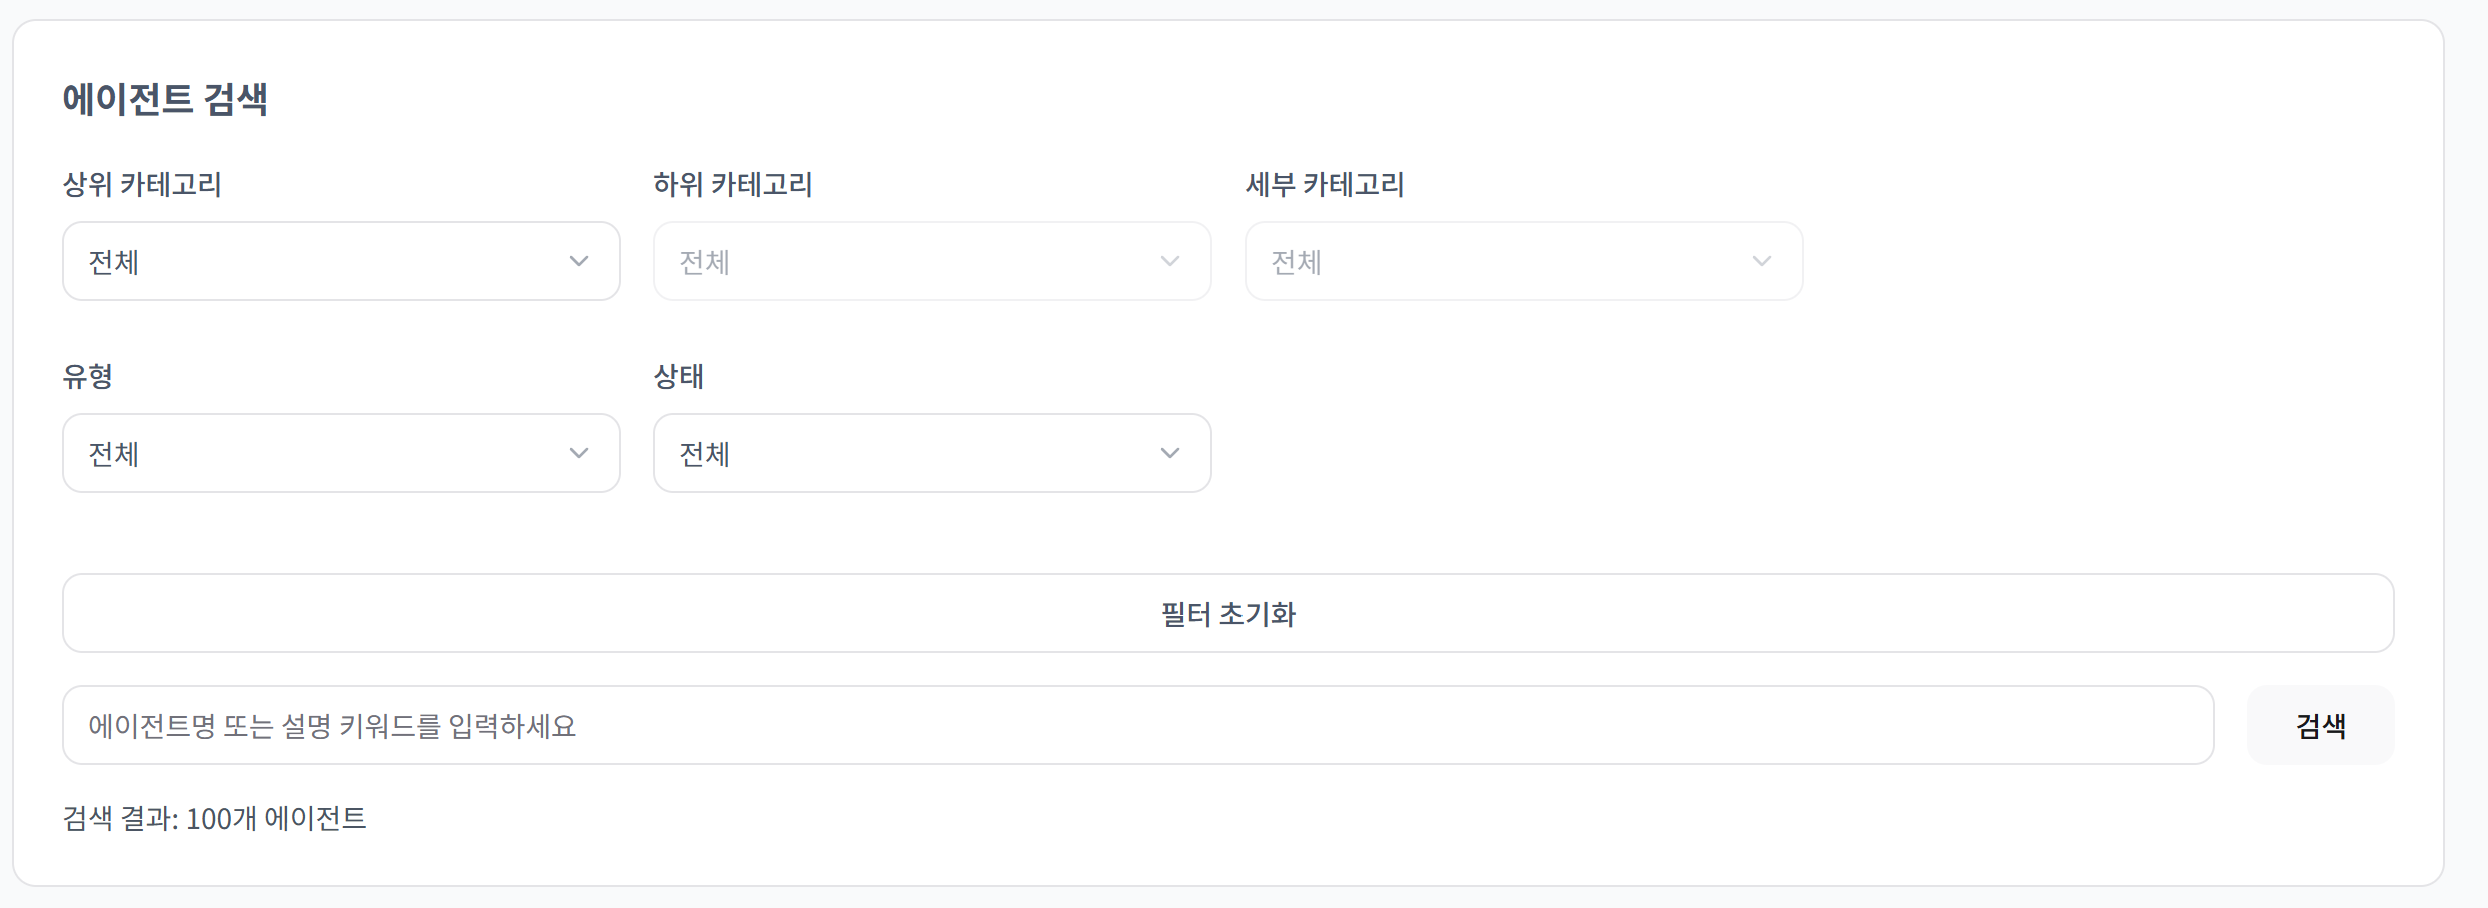 에이전트 검색
상위 카테고리 하위 카테고리 세부 카테고리
전체 전체 전체
유형 상태
전체 전체
필터 초기화
에이전트명 또는 설명 키워드를 입력하세요 검색
검색 결과: 100개 에이전트